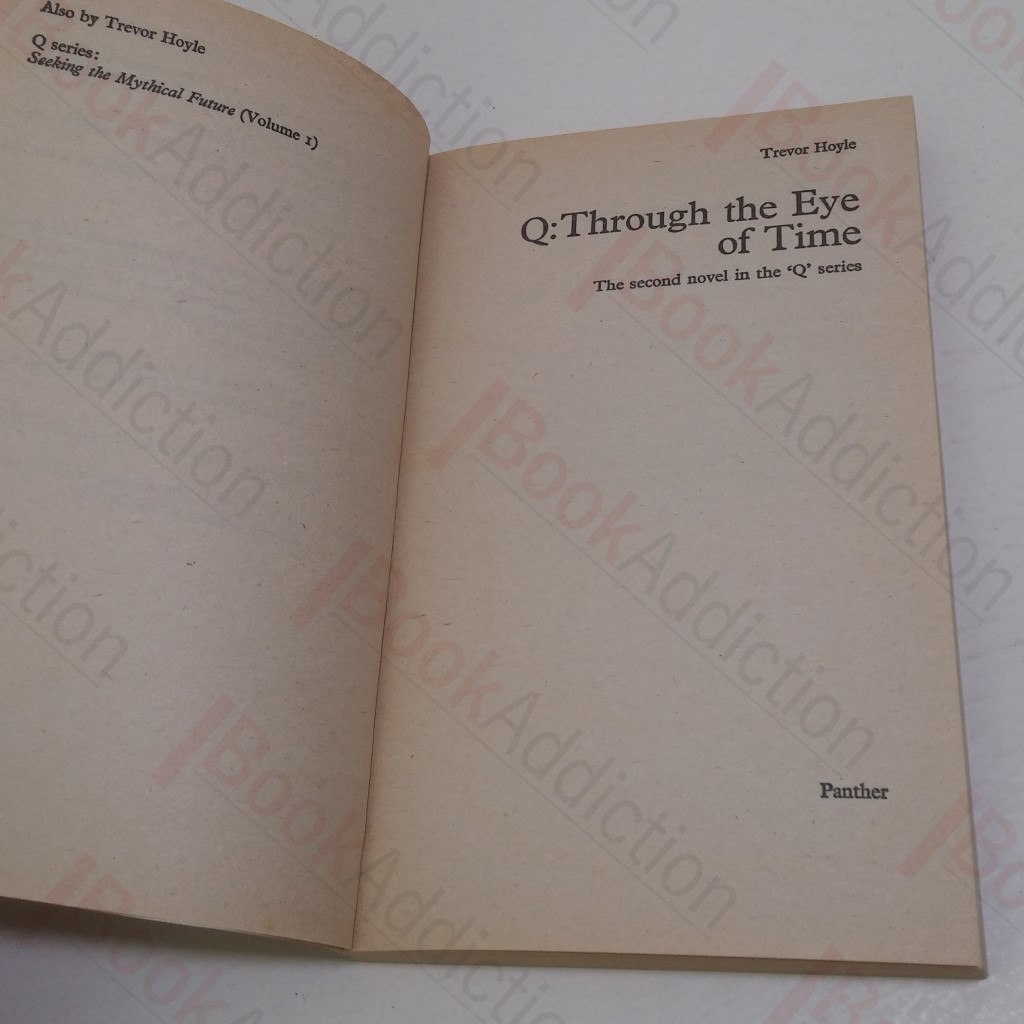 Also by Trevor Hoyle
Q series:
Seeking the Mythical Future (Volume 1)
Trevor Hoyle
Q: Through the Eye
of Time
The second novel in the ‘Q’ series
Panther
BookAddiction